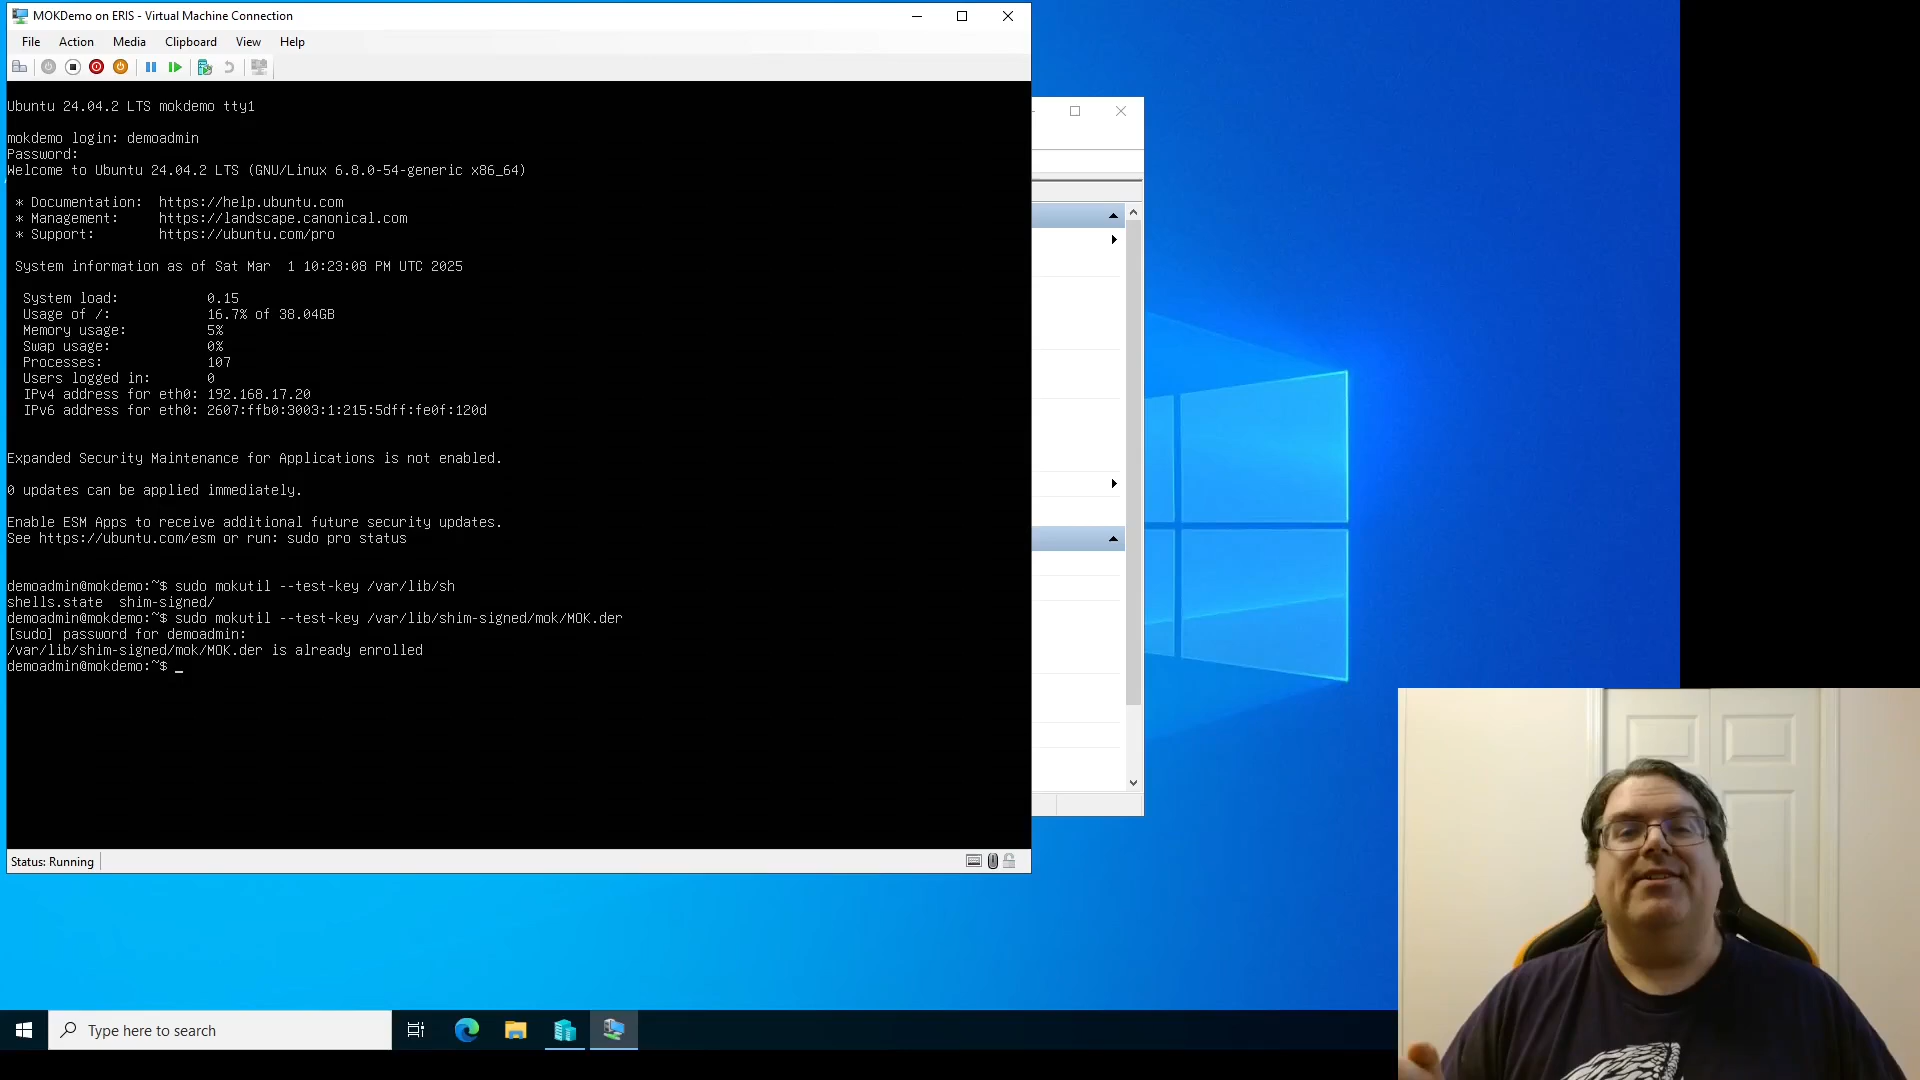 MOKDemo on ERIS - Virtual Machine Connection
File Action Media Clipboard View Help
Ubuntu 24.04.2 LTS mokdemo tty1
mokdemo login: demoadmin
Password:
Welcome to Ubuntu 24.04.2 LTS (GNU/Linux 6.8.0-54-generic x86_64)
* Documentation:  https://help.ubuntu.com
* Management:     https://landscape.canonical.com
* Support:        https://ubuntu.com/pro
System information as of Sat Mar  1 10:23:08 PM UTC 2025
System load:           0.15
Usage of /:            16.7% of 38.04GB
Memory usage:          5%
Swap usage:            0%
Processes:             107
Users logged in:       0
IPv4 address for eth0: 192.168.17.20
IPv6 address for eth0: 2607:ffb0:3003:1:215:5dff:fe0f:120d
Expanded Security Maintenance for Applications is not enabled.
0 updates can be applied immediately.
Enable ESM Apps to receive additional future security updates.
See https://ubuntu.com/esm or run: sudo pro status
demoadmin@mokdemo:~$ sudo mokutil --test-key /var/lib/sh
shells.state  shim-signed/
demoadmin@mokdemo:~$ sudo mokutil --test-key /var/lib/shim-signed/mok/MOK.der
[sudo] password for demoadmin:
/var/lib/shim-signed/mok/MOK.der is already enrolled
demoadmin@mokdemo:~$ _
Status: Running
Type here to search